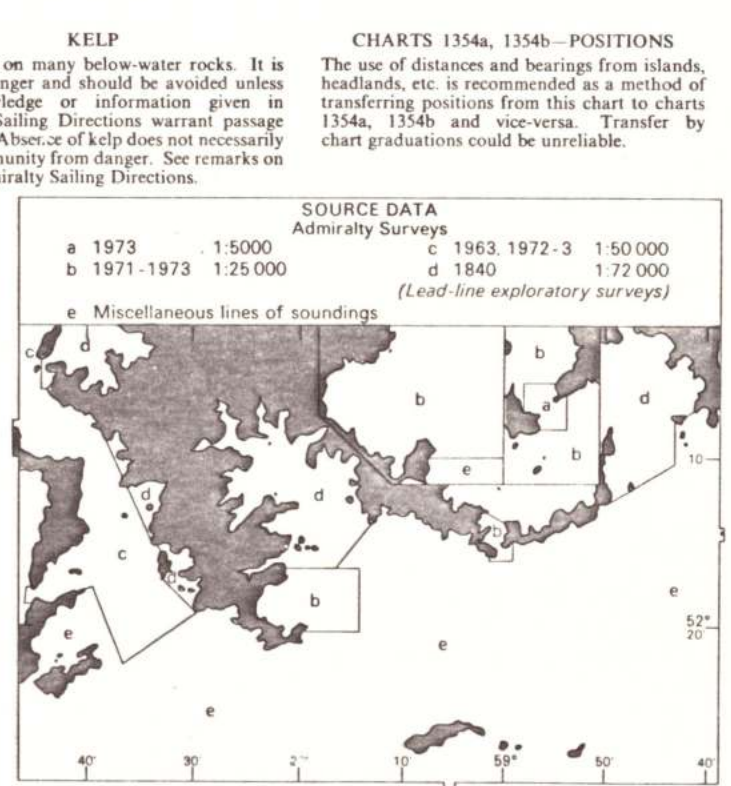 KELP
on many below-water rocks. It is
nger and should be avoided unless
ledge or information given in
Sailing Directions warrant passage
Absence of kelp does not necessarily
munity from danger. See remarks on
miralty Sailing Directions.
CHARTS 1354a, 1354b—POSITIONS
The use of distances and bearings from islands,
headlands, etc. is recommended as a method of
transferring positions from this chart to charts
1354a, 1354b and vice-versa. Transfer by
chart graduations could be unreliable.
SOURCE DATA
Admiralty Surveys
a 1973 1:5000
b 1971-1973 1:25 000
c 1963, 1972-3 1:50 000
d 1840 1:72 000
(Lead-line exploratory surveys)
e Miscellaneous lines of soundings
c
d
b
b
a
d
b
e
10
d
d
c
b
d
b
e
e
52°
20'
e
e
40' 30' 10' 59° 50' 40'